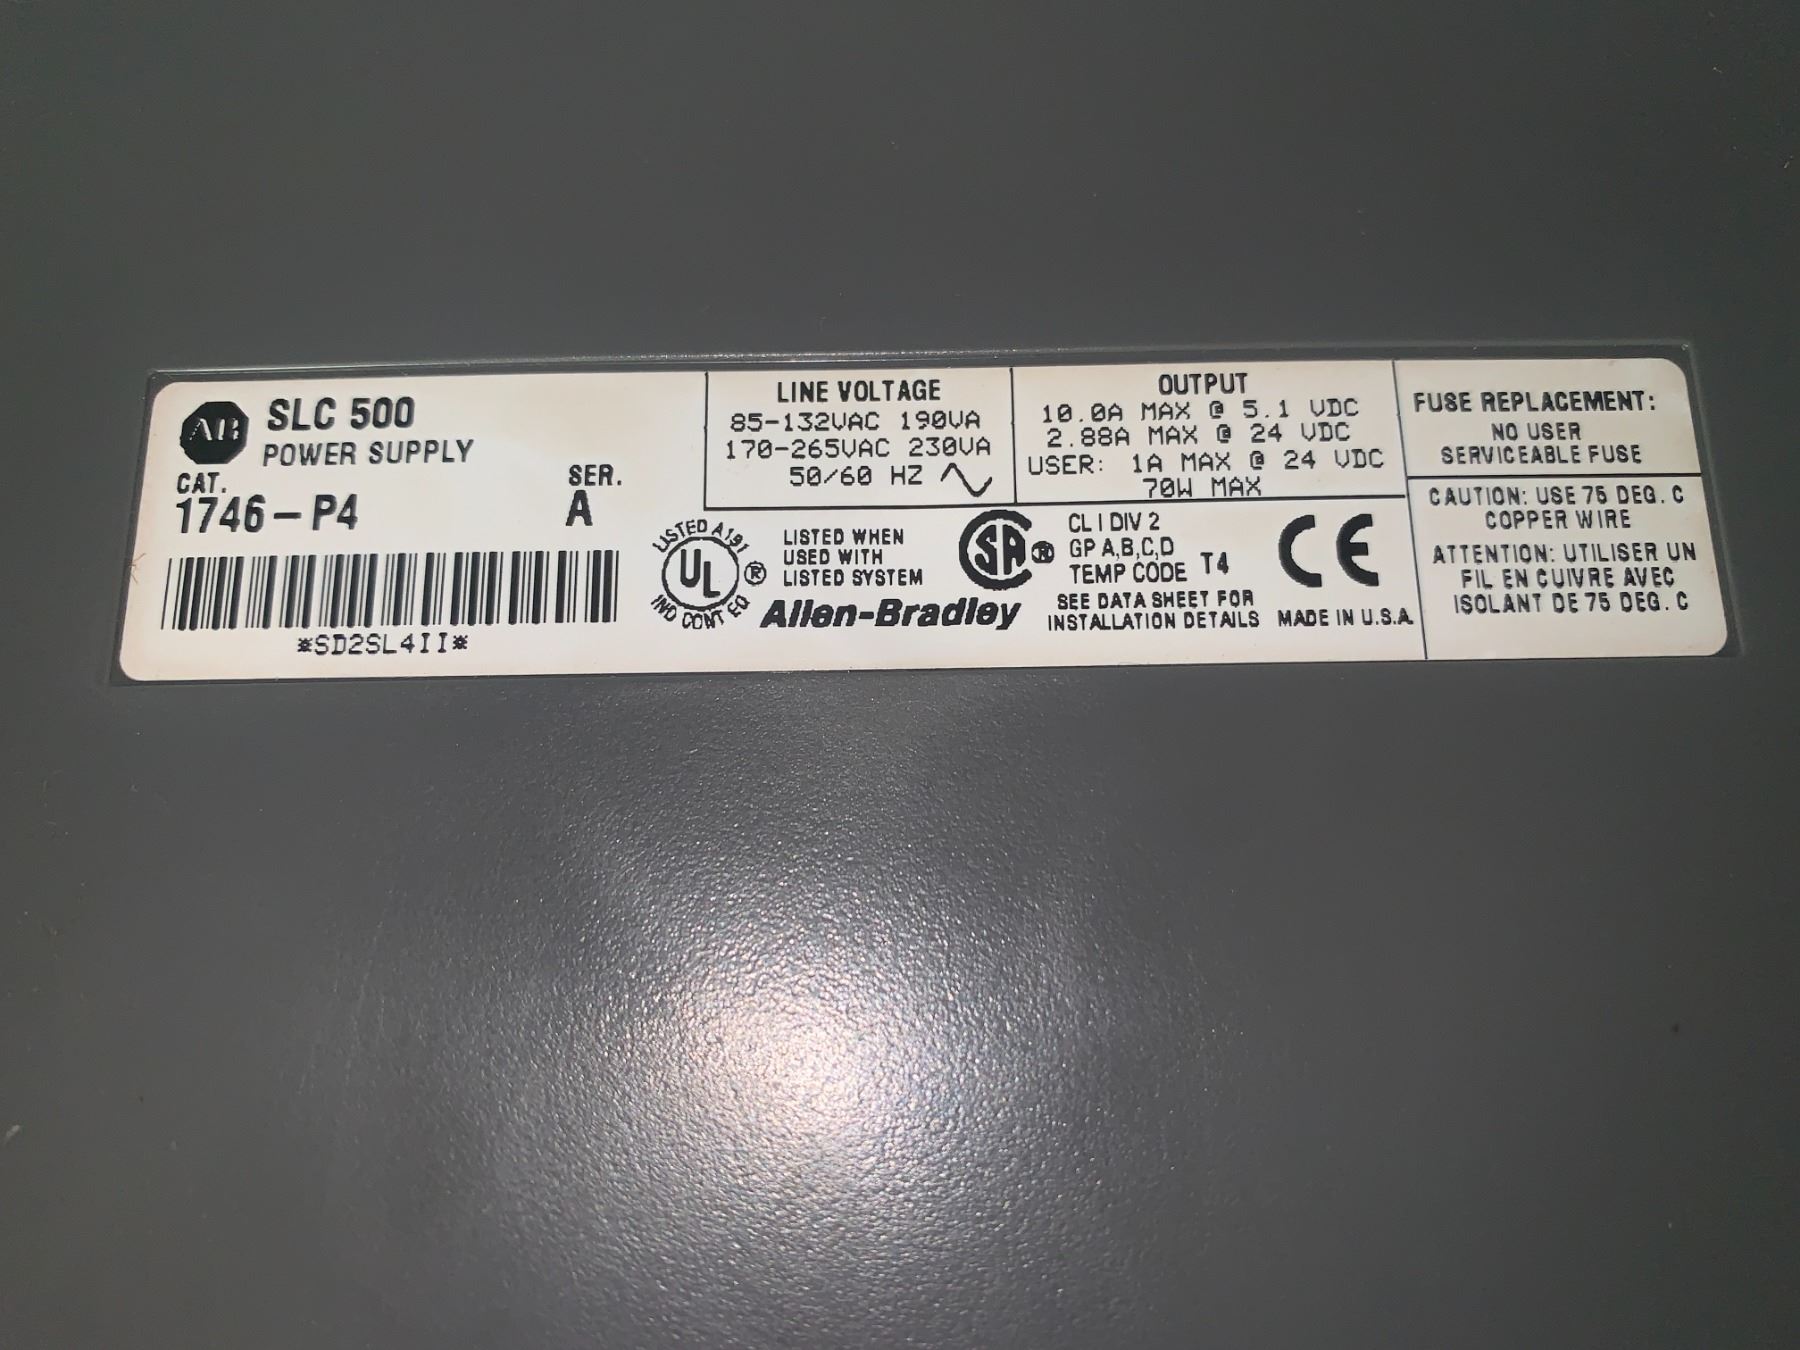 AB
SLC 500
POWER SUPPLY
CAT.
1746-P4
SER.
A
*SD2SL4II*
LINE VOLTAGE
85-132VAC 190VA
170-265VAC 230VA
50/60 HZ
OUTPUT
10.0A MAX @ 5.1 VDC
2.88A MAX @ 24 VDC
USER: 1A MAX @ 24 VDC
70W MAX
FUSE REPLACEMENT:
NO USER
SERVICEABLE FUSE
LISTED A191
UL ®
IND CONT EQ
LISTED WHEN
USED WITH
LISTED SYSTEM
Allen-Bradley
SA ®
CL I DIV 2
GP A,B,C,D
TEMP CODE T4
SEE DATA SHEET FOR
INSTALLATION DETAILS
CE
MADE IN U.S.A.
CAUTION: USE 75 DEG. C
COPPER WIRE
ATTENTION: UTILISER UN
FIL EN CUIVRE AVEC
ISOLANT DE 75 DEG. C